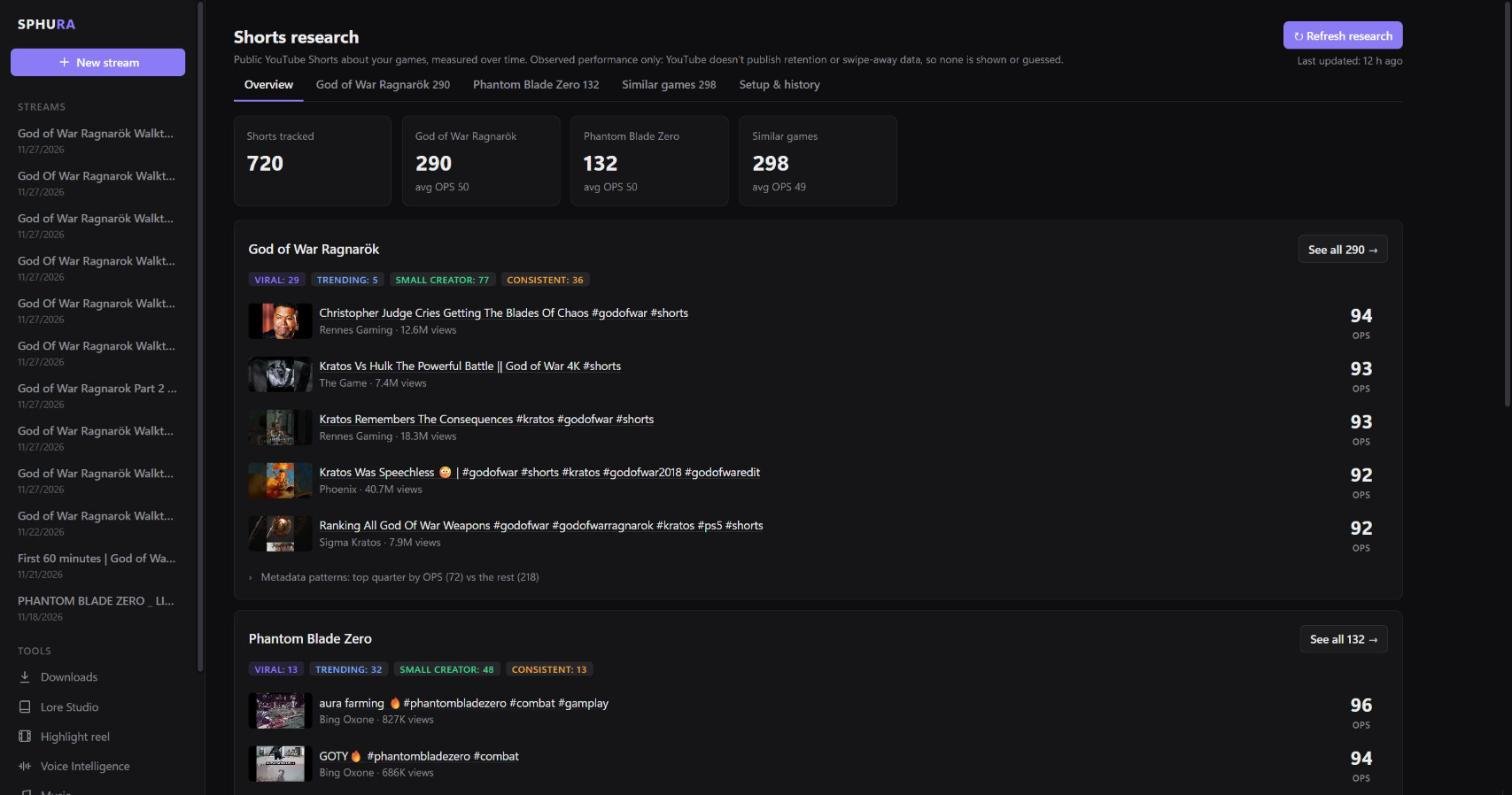 SPHURA
+ New stream
STREAMS
God of War Ragnarök Walkt...
11/27/2026
God Of War Ragnarok Walkt...
11/27/2026
God of War Ragnarök Walkt...
11/27/2026
God Of War Ragnarok Walkt...
11/27/2026
God Of War Ragnarok Walkt...
11/27/2026
God Of War Ragnarok Walkt...
11/27/2026
God of War Ragnarok Part 2 ...
11/27/2026
God of War Ragnarök Walkt...
11/27/2026
God of War Ragnarök Walkt...
11/27/2026
God of War Ragnarök Walkt...
11/22/2026
First 60 minutes | God of Wa...
11/21/2026
PHANTOM BLADE ZERO _ LI...
11/18/2026
TOOLS
Downloads
Lore Studio
Highlight reel
Voice Intelligence
Music
Shorts research
Public YouTube Shorts about your games, measured over time. Observed performance only: YouTube doesn't publish retention or swipe-away data, so none is shown or guessed.
↻ Refresh research
Last updated: 12 h ago
Overview God of War Ragnarök 290 Phantom Blade Zero 132 Similar games 298 Setup & history
Shorts tracked
720
God of War Ragnarök
290
avg OPS 50
Phantom Blade Zero
132
avg OPS 50
Similar games
298
avg OPS 49
God of War Ragnarök
See all 290 →
VIRAL: 29 TRENDING: 5 SMALL CREATOR: 77 CONSISTENT: 36
Christopher Judge Cries Getting The Blades Of Chaos #godofwar #shorts
Rennes Gaming · 12.6M views
94
OPS
Kratos Vs Hulk The Powerful Battle || God of War 4K #shorts
The Game · 7.4M views
93
OPS
Kratos Remembers The Consequences #kratos #godofwar #shorts
Rennes Gaming · 18.3M views
93
OPS
Kratos Was Speechless 😳 | #godofwar #shorts #kratos #godofwar2018 #godofwaredit
Phoenix · 40.7M views
92
OPS
Ranking All God Of War Weapons #godofwar #godofwarragnarok #kratos #ps5 #shorts
Sigma Kratos · 7.9M views
92
OPS
› Metadata patterns: top quarter by OPS (72) vs the rest (218)
Phantom Blade Zero
See all 132 →
VIRAL: 13 TRENDING: 32 SMALL CREATOR: 48 CONSISTENT: 13
aura farming 🔥#phantombladezero #combat #gamplay
Bing Oxone · 827K views
96
OPS
GOTY🔥 #phantombladezero #combat
Bing Oxone · 686K views
94
OPS